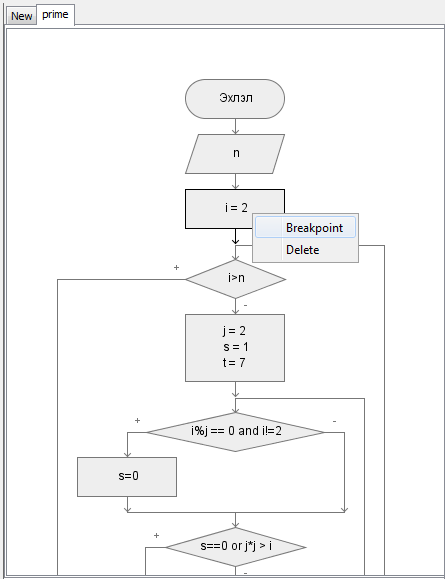 New
prime
Эхлэл
n
i = 2
Breakpoint
Delete
+
i>n
-
j = 2
s = 1
t = 7
+
i%j == 0 and i!=2
-
s=0
+
s==0 or j*j > i
-